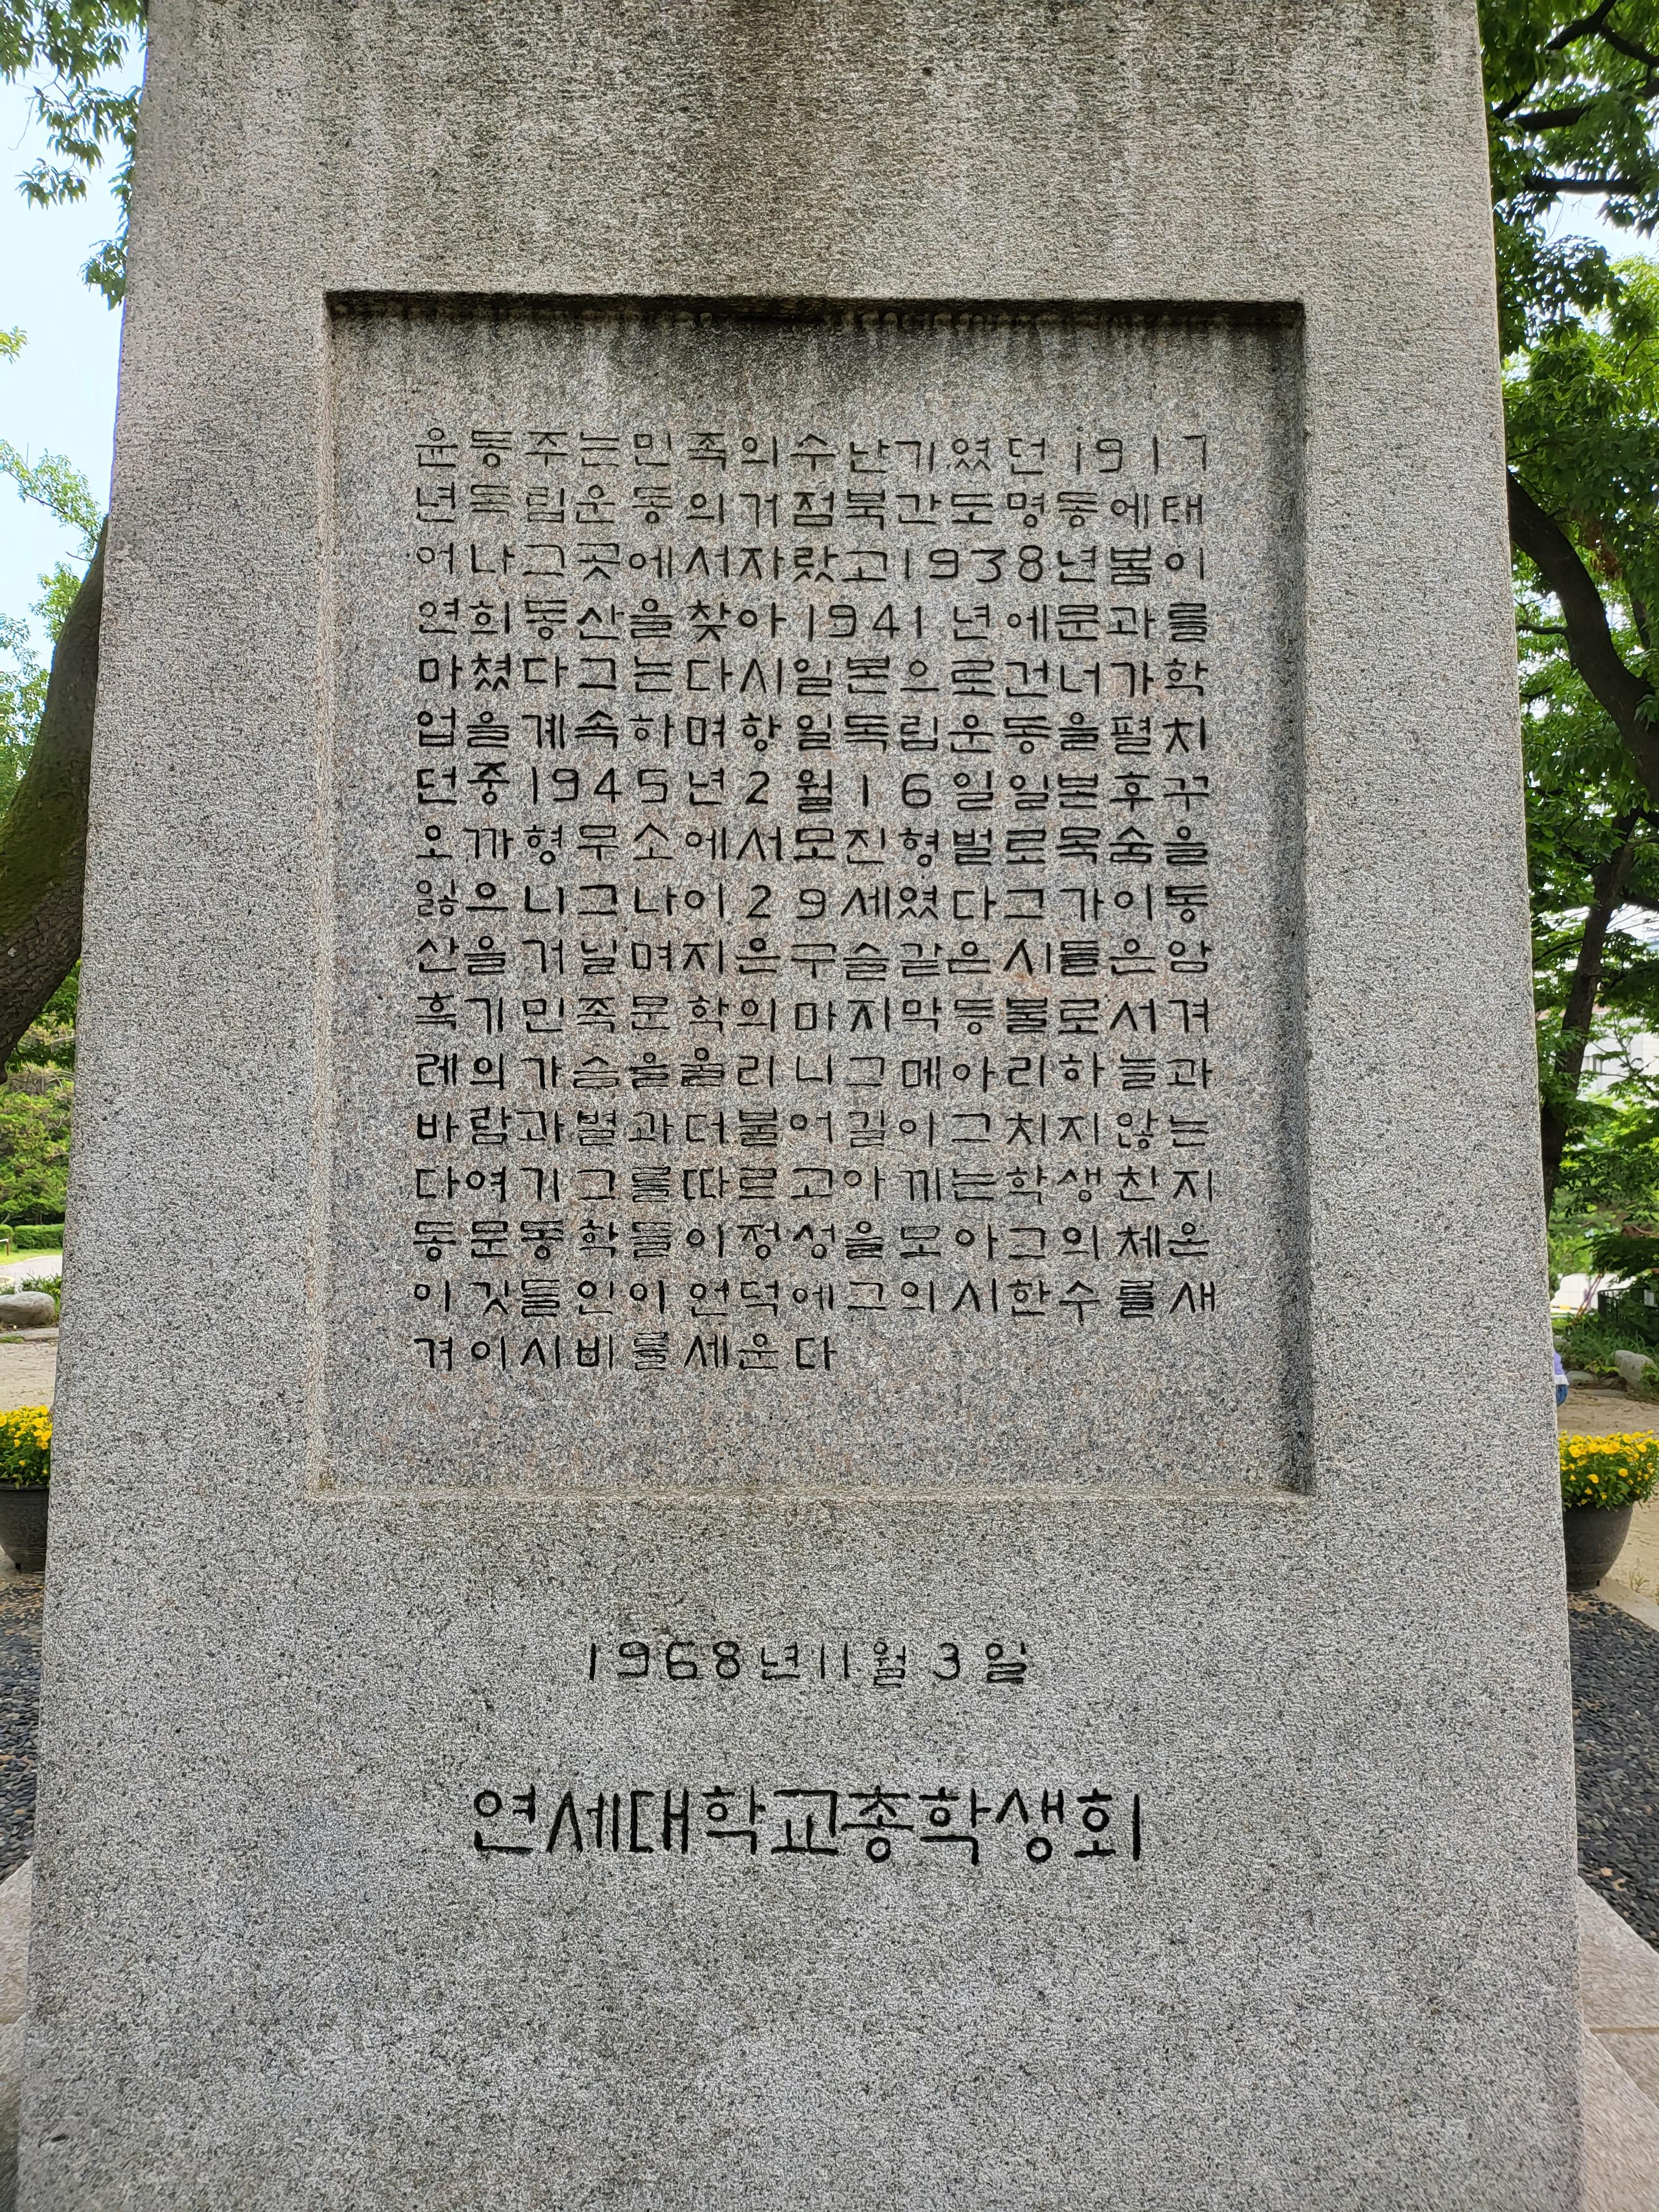 윤동주는민족의수난기였던1917
년독립운동의거점북간도명동에태
어나그곳에서자랐고1938년봄이
연희동산을찾아1941년에문과를
마쳤다그는다시일본으로건너가학
업을계속하며항일독립운동을펼치
던중1945년2월16일일본후꾸
오까형무소에서모진형벌로목숨을
잃으니그나이29세였다그가이동
산을거닐며지은구슬같은시들은암
흑기민족문학의마지막등불로서겨
레의가슴을울리니그메아리하늘과
바람과별과더불어길이그치지않는
다여기그를따르고아끼는학생친지
동문동학들이정성을모아그의체온
이깃들인이언덕에그의시한수를새
겨이시비를세운다
1968년11월3일
연세대학교총학생회